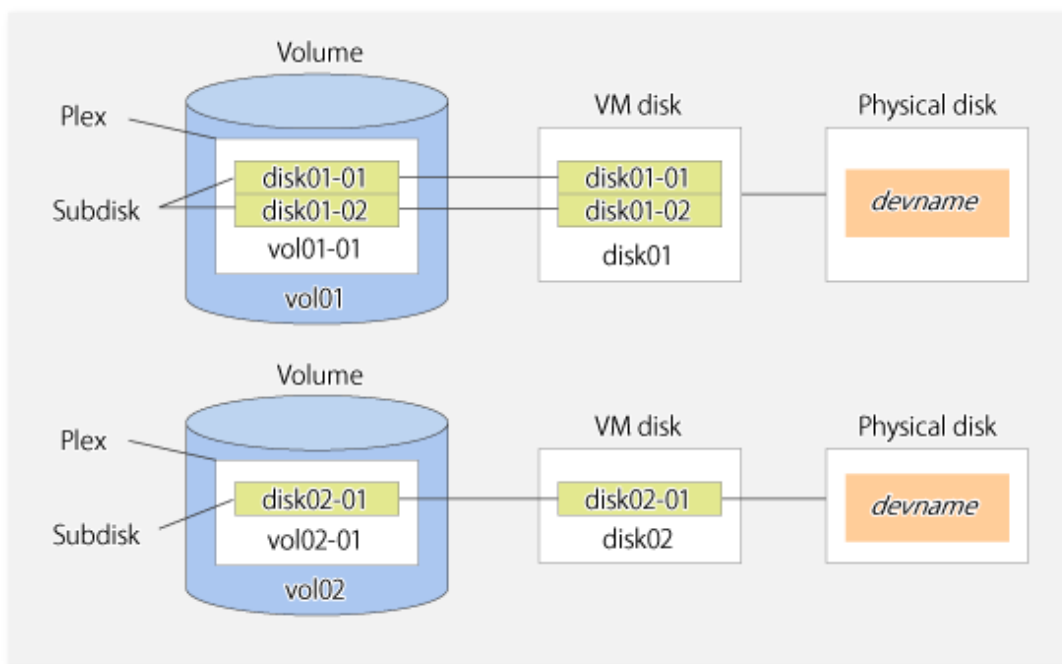 Volume
Plex
VM disk
Physical disk
disk01-01
disk01-01
devname
Subdisk
disk01-02
disk01-02
vol01-01
disk01
vol01
Volume
Plex
VM disk
Physical disk
disk02-01
disk02-01
devname
Subdisk
vol02-01
disk02
vol02